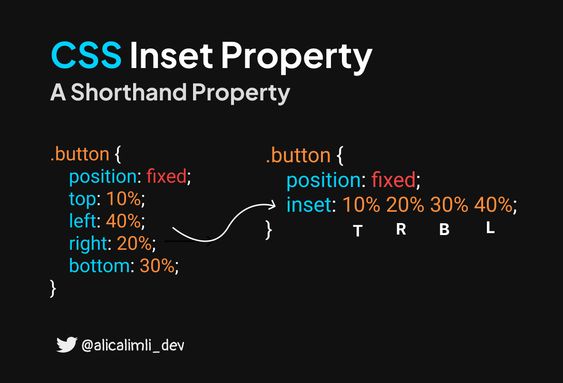 CSS Inset Property
A Shorthand Property
.button {
position: fixed;
top: 10%;
left: 40%;
right: 20%;
bottom: 30%;
}
.button {
position: fixed;
inset: 10% 20% 30% 40%;
}
T R B L
@alicalimli_dev